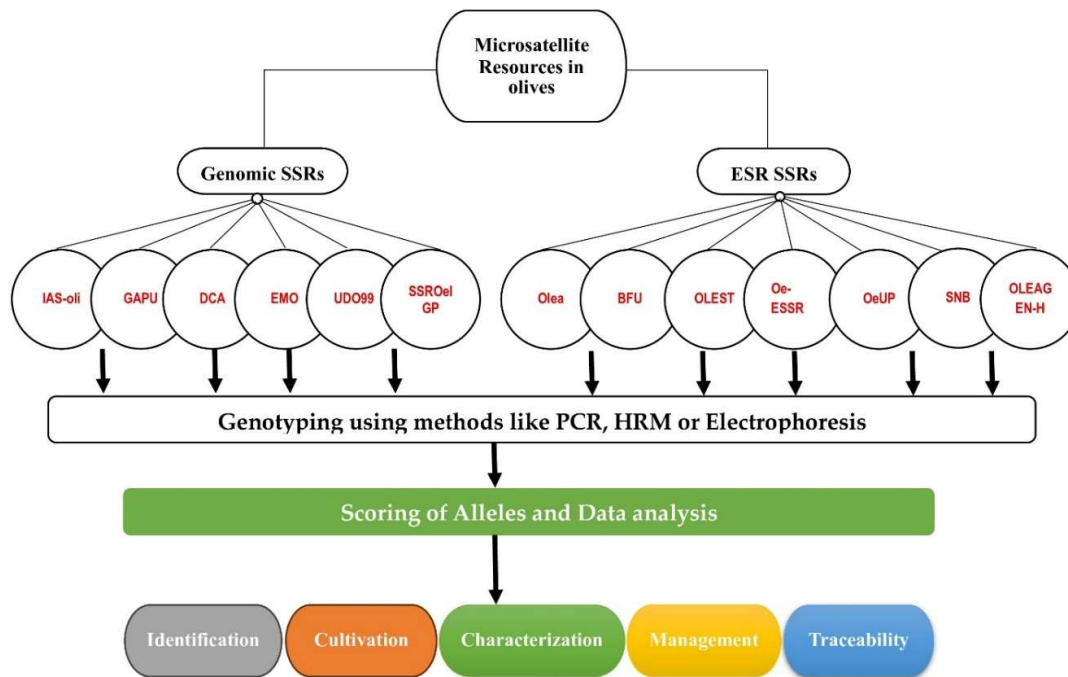 Microsatellite
Resources in
olives
Genomic SSRs
ESR SSRs
IAS-oli
GAPU
DCA
EMO
UDO99
SSROeI
GP
Olea
BFU
OLEST
Oe-
ESSR
OeUP
SNB
OLEAG
EN-H
Genotyping using methods like PCR, HRM or Electrophoresis
Scoring of Alleles and Data analysis
Identification
Cultivation
Characterization
Management
Traceability